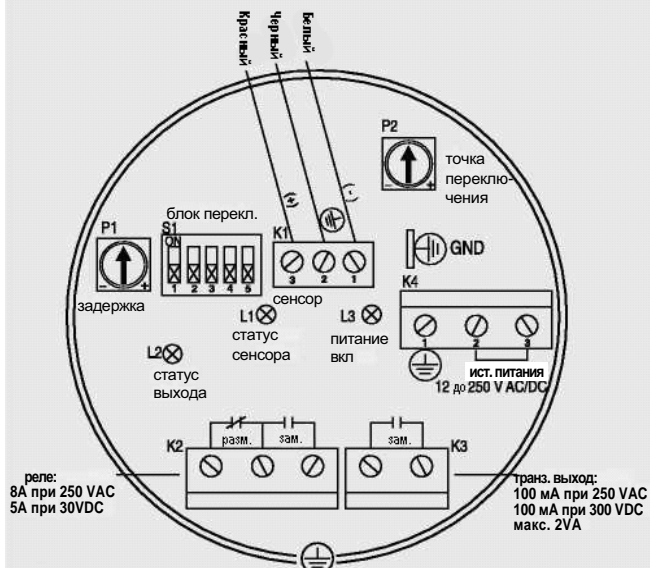 Красный
Черный
Белый
(+)
(-)
P2
точка
переклю-
чения
- +
P1
- +
задержка
блок перекл.
S1
ON
1 2 3 4 5
K1
3 2 1
сенсор
GND
K4
1 2 3
L1
статус
сенсора
L3
питание
вкл
L2
статус
выхода
ист. питания
12 до 250 V AC/DC
K2
разм.
зам.
зам.
K3
реле:
8A при 250 VAC
5A при 30VDC
транз. выход:
100 мА при 250 VAC
100 мА при 300 VDC
макс. 2VA